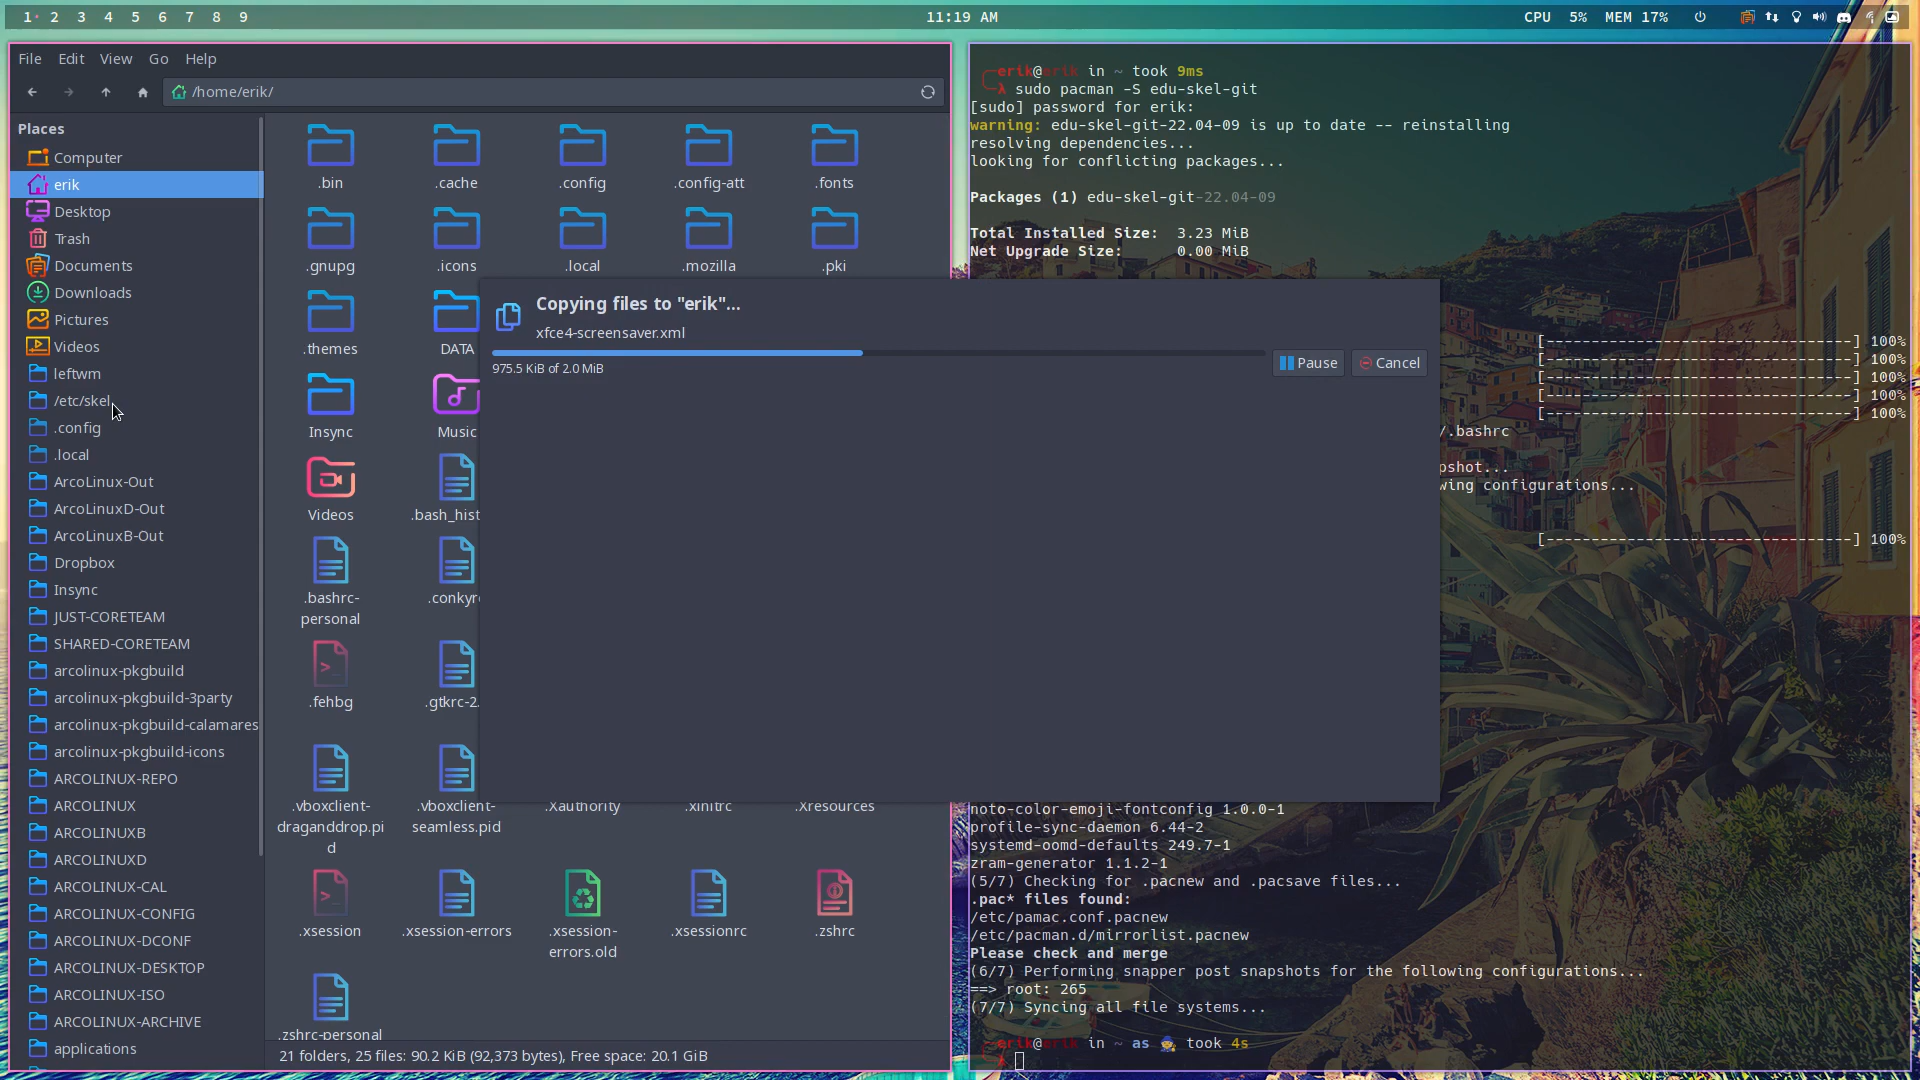 1 2 3 4 5 6 7 8 9
11:19 AM
CPU 5% MEM 17%
File Edit View Go Help
/home/erik/
Places
Computer
erik
Desktop
Trash
Documents
Downloads
Pictures
Videos
leftwm
/etc/skel
.config
.local
ArcoLinux-Out
ArcoLinuxD-Out
ArcoLinuxB-Out
Dropbox
Insync
JUST-CORETEAM
SHARED-CORETEAM
arcolinux-pkgbuild
arcolinux-pkgbuild-3party
arcolinux-pkgbuild-calamares
arcolinux-pkgbuild-icons
ARCOLINUX-REPO
ARCOLINUX
ARCOLINUXB
ARCOLINUXD
ARCOLINUX-CAL
ARCOLINUX-CONFIG
ARCOLINUX-DCONF
ARCOLINUX-DESKTOP
ARCOLINUX-ISO
ARCOLINUX-ARCHIVE
applications
.bin .cache .config .config-att .fonts
.gnupg .icons .local .mozilla .pki
.themes DATA
Insync Music
Videos .bash_hist
.bashrc-personal .conkyr
.fehbg .gtkrc-2.
.vboxclient-draganddrop.pid .vboxclient-seamless.pid .Xauthority .xinitrc .Xresources
.xsession .xsession-errors .xsession-errors.old .xsessionrc .zshrc
.zshrc-personal
21 folders, 25 files: 90.2 KiB (92,373 bytes), Free space: 20.1 GiB
Copying files to "erik"...
xfce4-screensaver.xml
975.5 KiB of 2.0 MiB
Pause Cancel
erik@erik in ~ took 9ms
λ sudo pacman -S edu-skel-git
[sudo] password for erik:
warning: edu-skel-git-22.04-09 is up to date -- reinstalling
resolving dependencies...
looking for conflicting packages...
Packages (1) edu-skel-git-22.04-09
Total Installed Size: 3.23 MiB
Net Upgrade Size: 0.00 MiB
[----------------------------------] 100%
[----------------------------------] 100%
[----------------------------------] 100%
[----------------------------------] 100%
[----------------------------------] 100%
/.bashrc
pshot...
wing configurations...
[----------------------------------] 100%
noto-color-emoji-fontconfig 1.0.0-1
profile-sync-daemon 6.44-2
systemd-oomd-defaults 249.7-1
zram-generator 1.1.2-1
(5/7) Checking for .pacnew and .pacsave files...
.pac* files found:
/etc/pamac.conf.pacnew
/etc/pacman.d/mirrorlist.pacnew
Please check and merge
(6/7) Performing snapper post snapshots for the following configurations...
==> root: 265
(7/7) Syncing all file systems...
erik@erik in ~ as 🧙 took 4s
λ